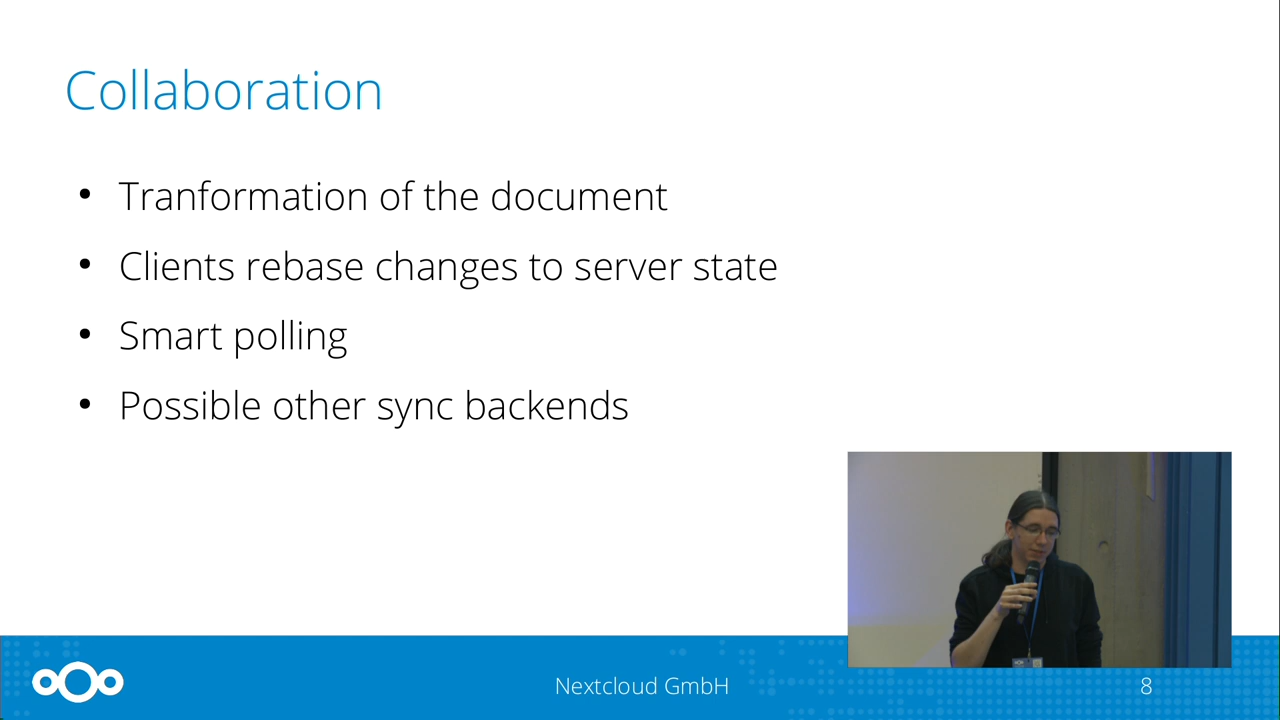 Collaboration
• Tranformation of the document
• Clients rebase changes to server state
• Smart polling
• Possible other sync backends
Nextcloud GmbH
8